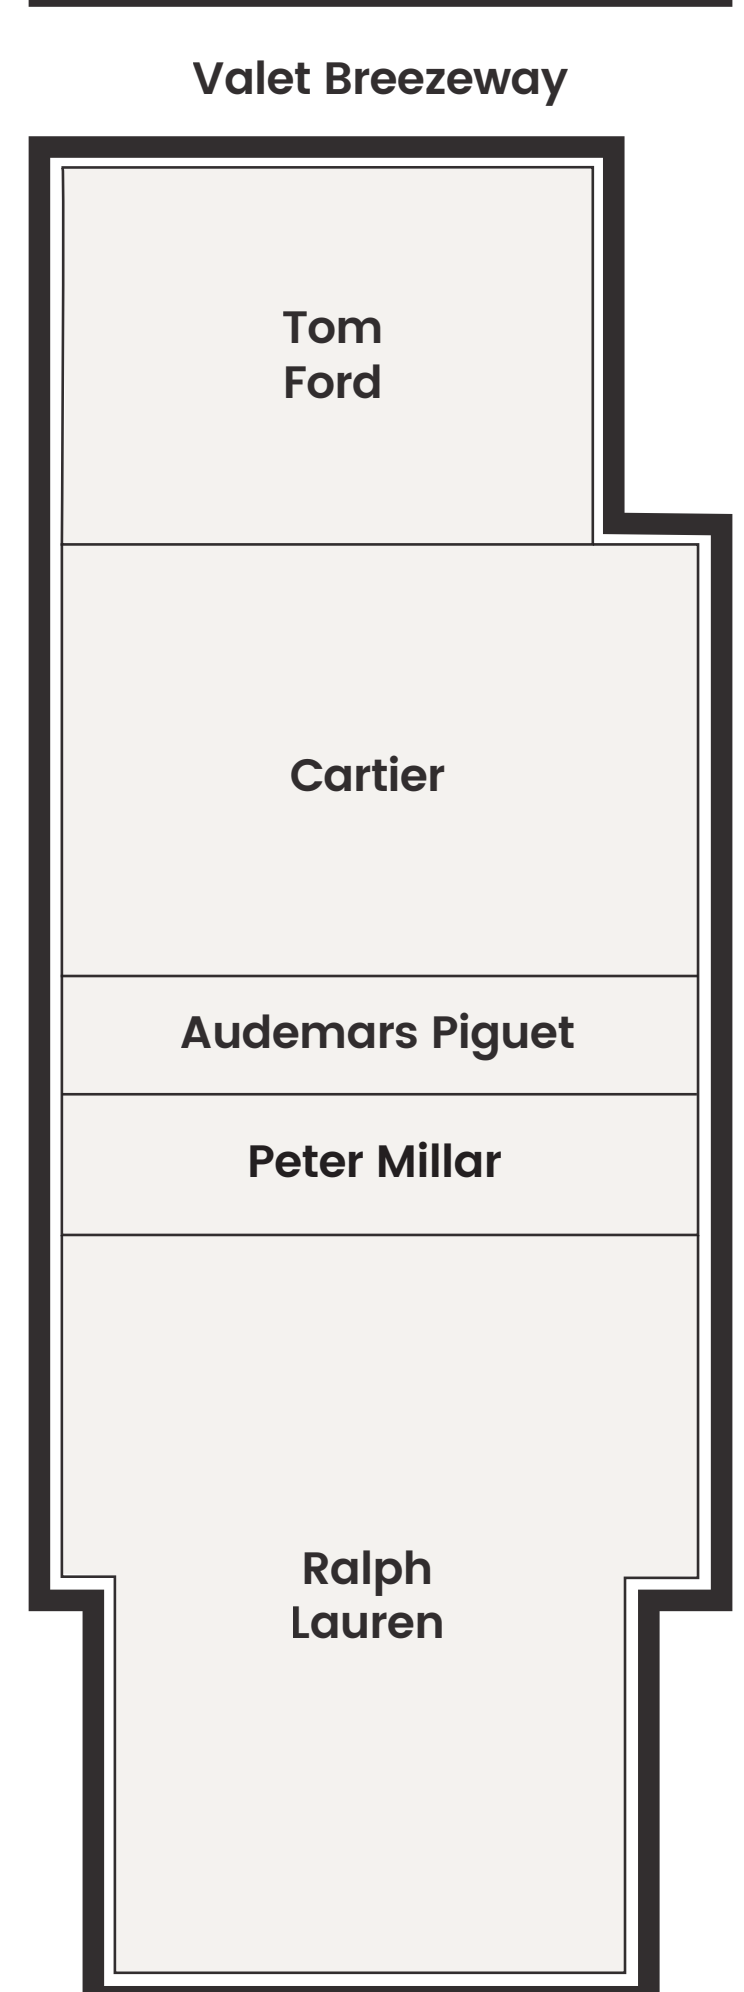 Valet Breezeway
Tom
Ford
Cartier
Audemars Piguet
Peter Millar
Ralph
Lauren